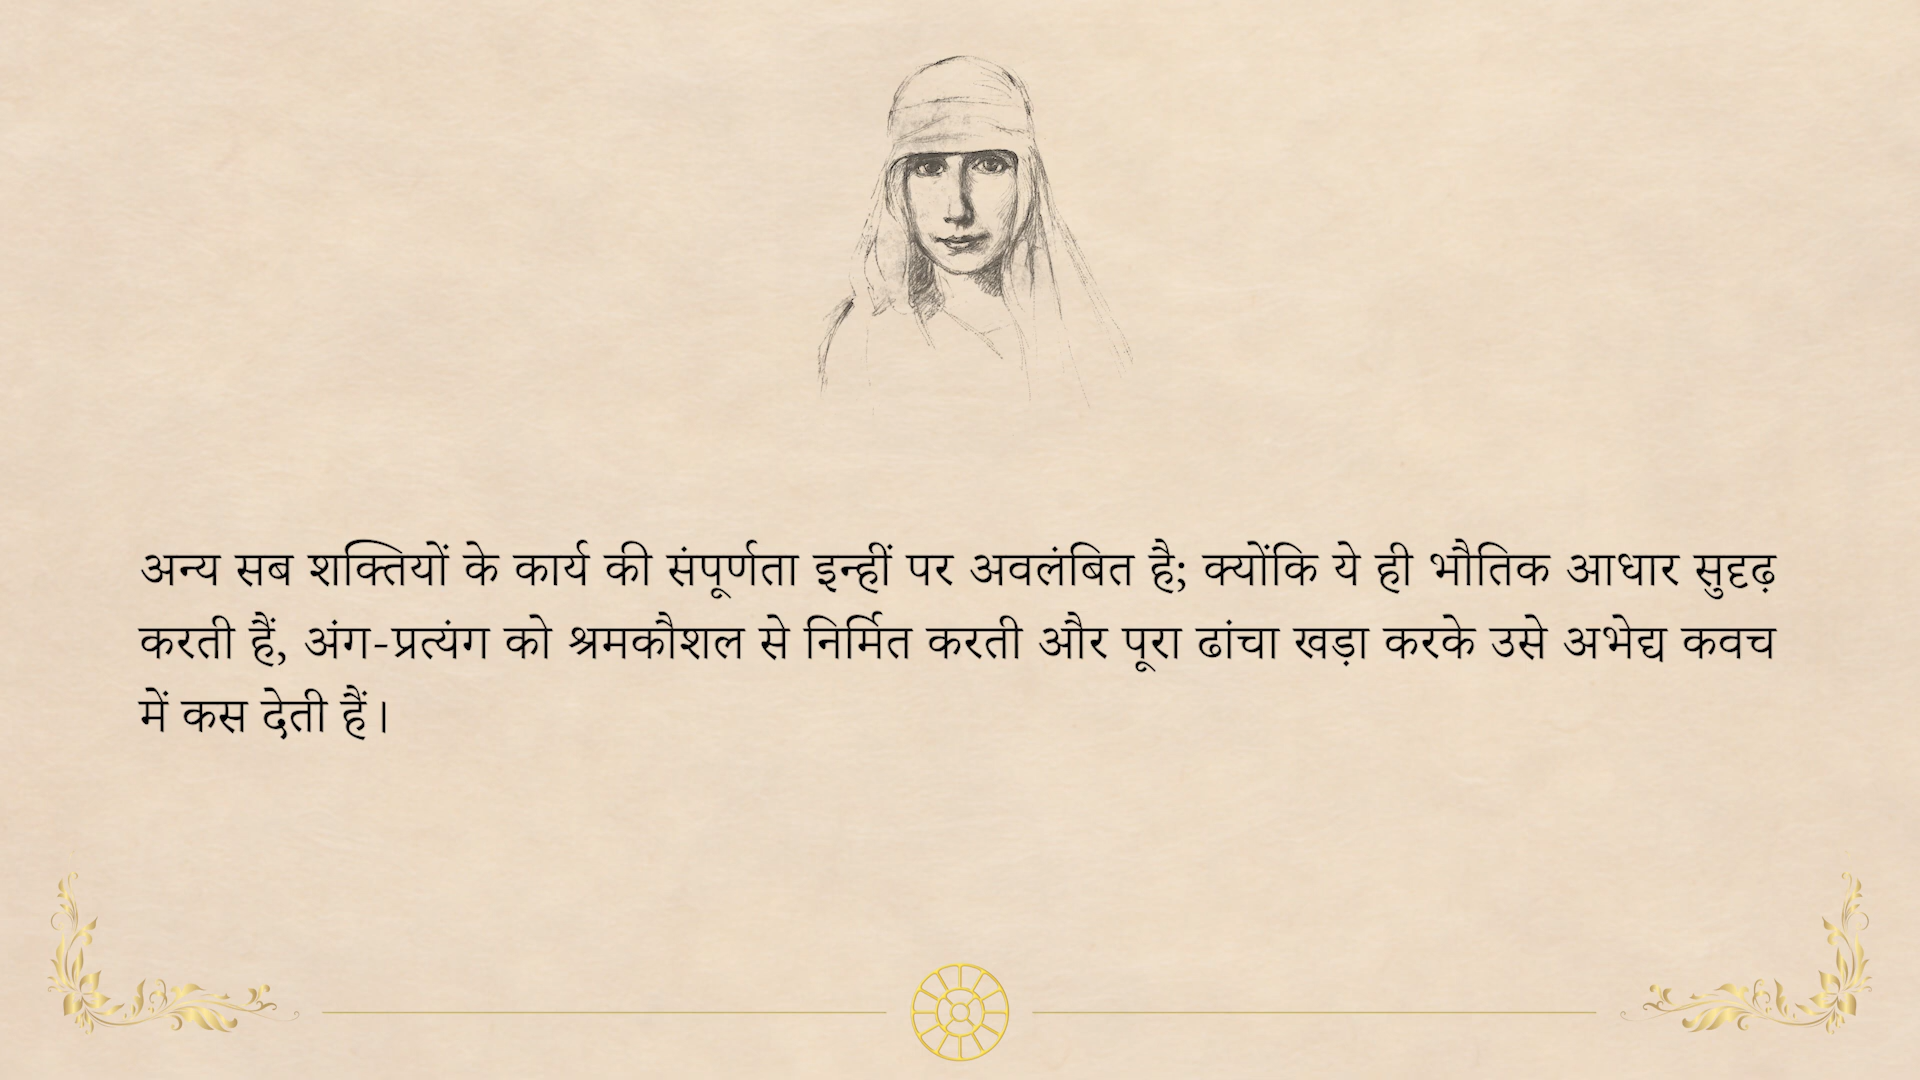 अन्य सब शक्तियों के कार्य की संपूर्णता इन्हीं पर अवलंबित है; क्योंकि ये ही भौतिक आधार सुदृढ़
करती हैं, अंग-प्रत्यंग को श्रमकौशल से निर्मित करती और पूरा ढांचा खड़ा करके उसे अभेद्य कवच
में कस देती हैं।